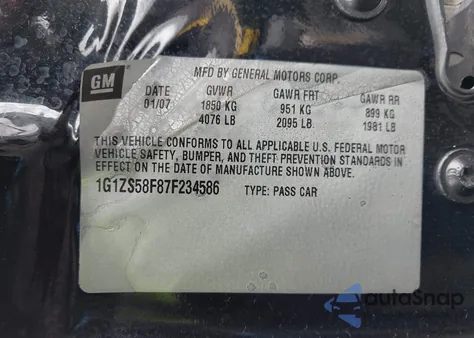 GM
MFD BY GENERAL MOTORS CORP.
DATE GVWR GAWR FRT GAWR RR
01/07 1850 KG 951 KG 899 KG
4076 LB 2095 LB 1981 LB
THIS VEHICLE CONFORMS TO ALL APPLICABLE U.S. FEDERAL MOTOR
VEHICLE SAFETY, BUMPER, AND THEFT PREVENTION STANDARDS IN
EFFECT ON THE DATE OF MANUFACTURE SHOWN ABOVE.
1G1ZS58F87F234586 TYPE: PASS CAR
autoSnap